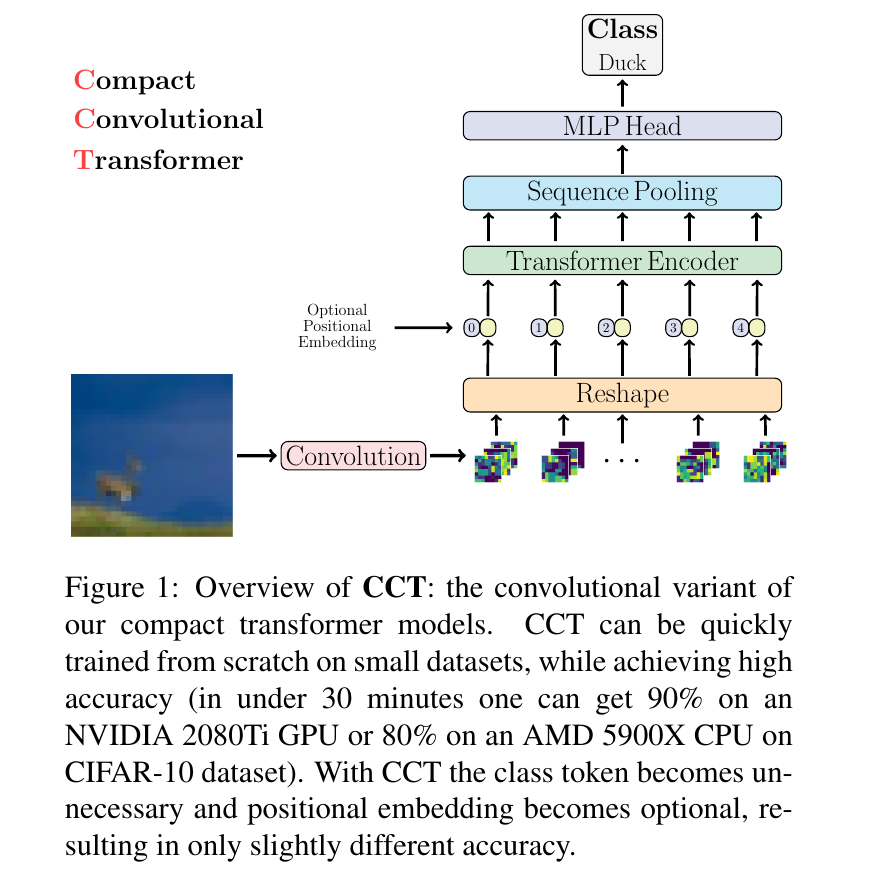 Compact
Convolutional
Transformer
Class
Duck
MLP Head
Sequence Pooling
Transformer Encoder
Optional
Positional
Embedding
0 1 2 3 4
Reshape
Convolution
. . .
Figure 1: Overview of CCT: the convolutional variant of
our compact transformer models. CCT can be quickly
trained from scratch on small datasets, while achieving high
accuracy (in under 30 minutes one can get 90% on an
NVIDIA 2080Ti GPU or 80% on an AMD 5900X CPU on
CIFAR-10 dataset). With CCT the class token becomes un-
necessary and positional embedding becomes optional, re-
sulting in only slightly different accuracy.